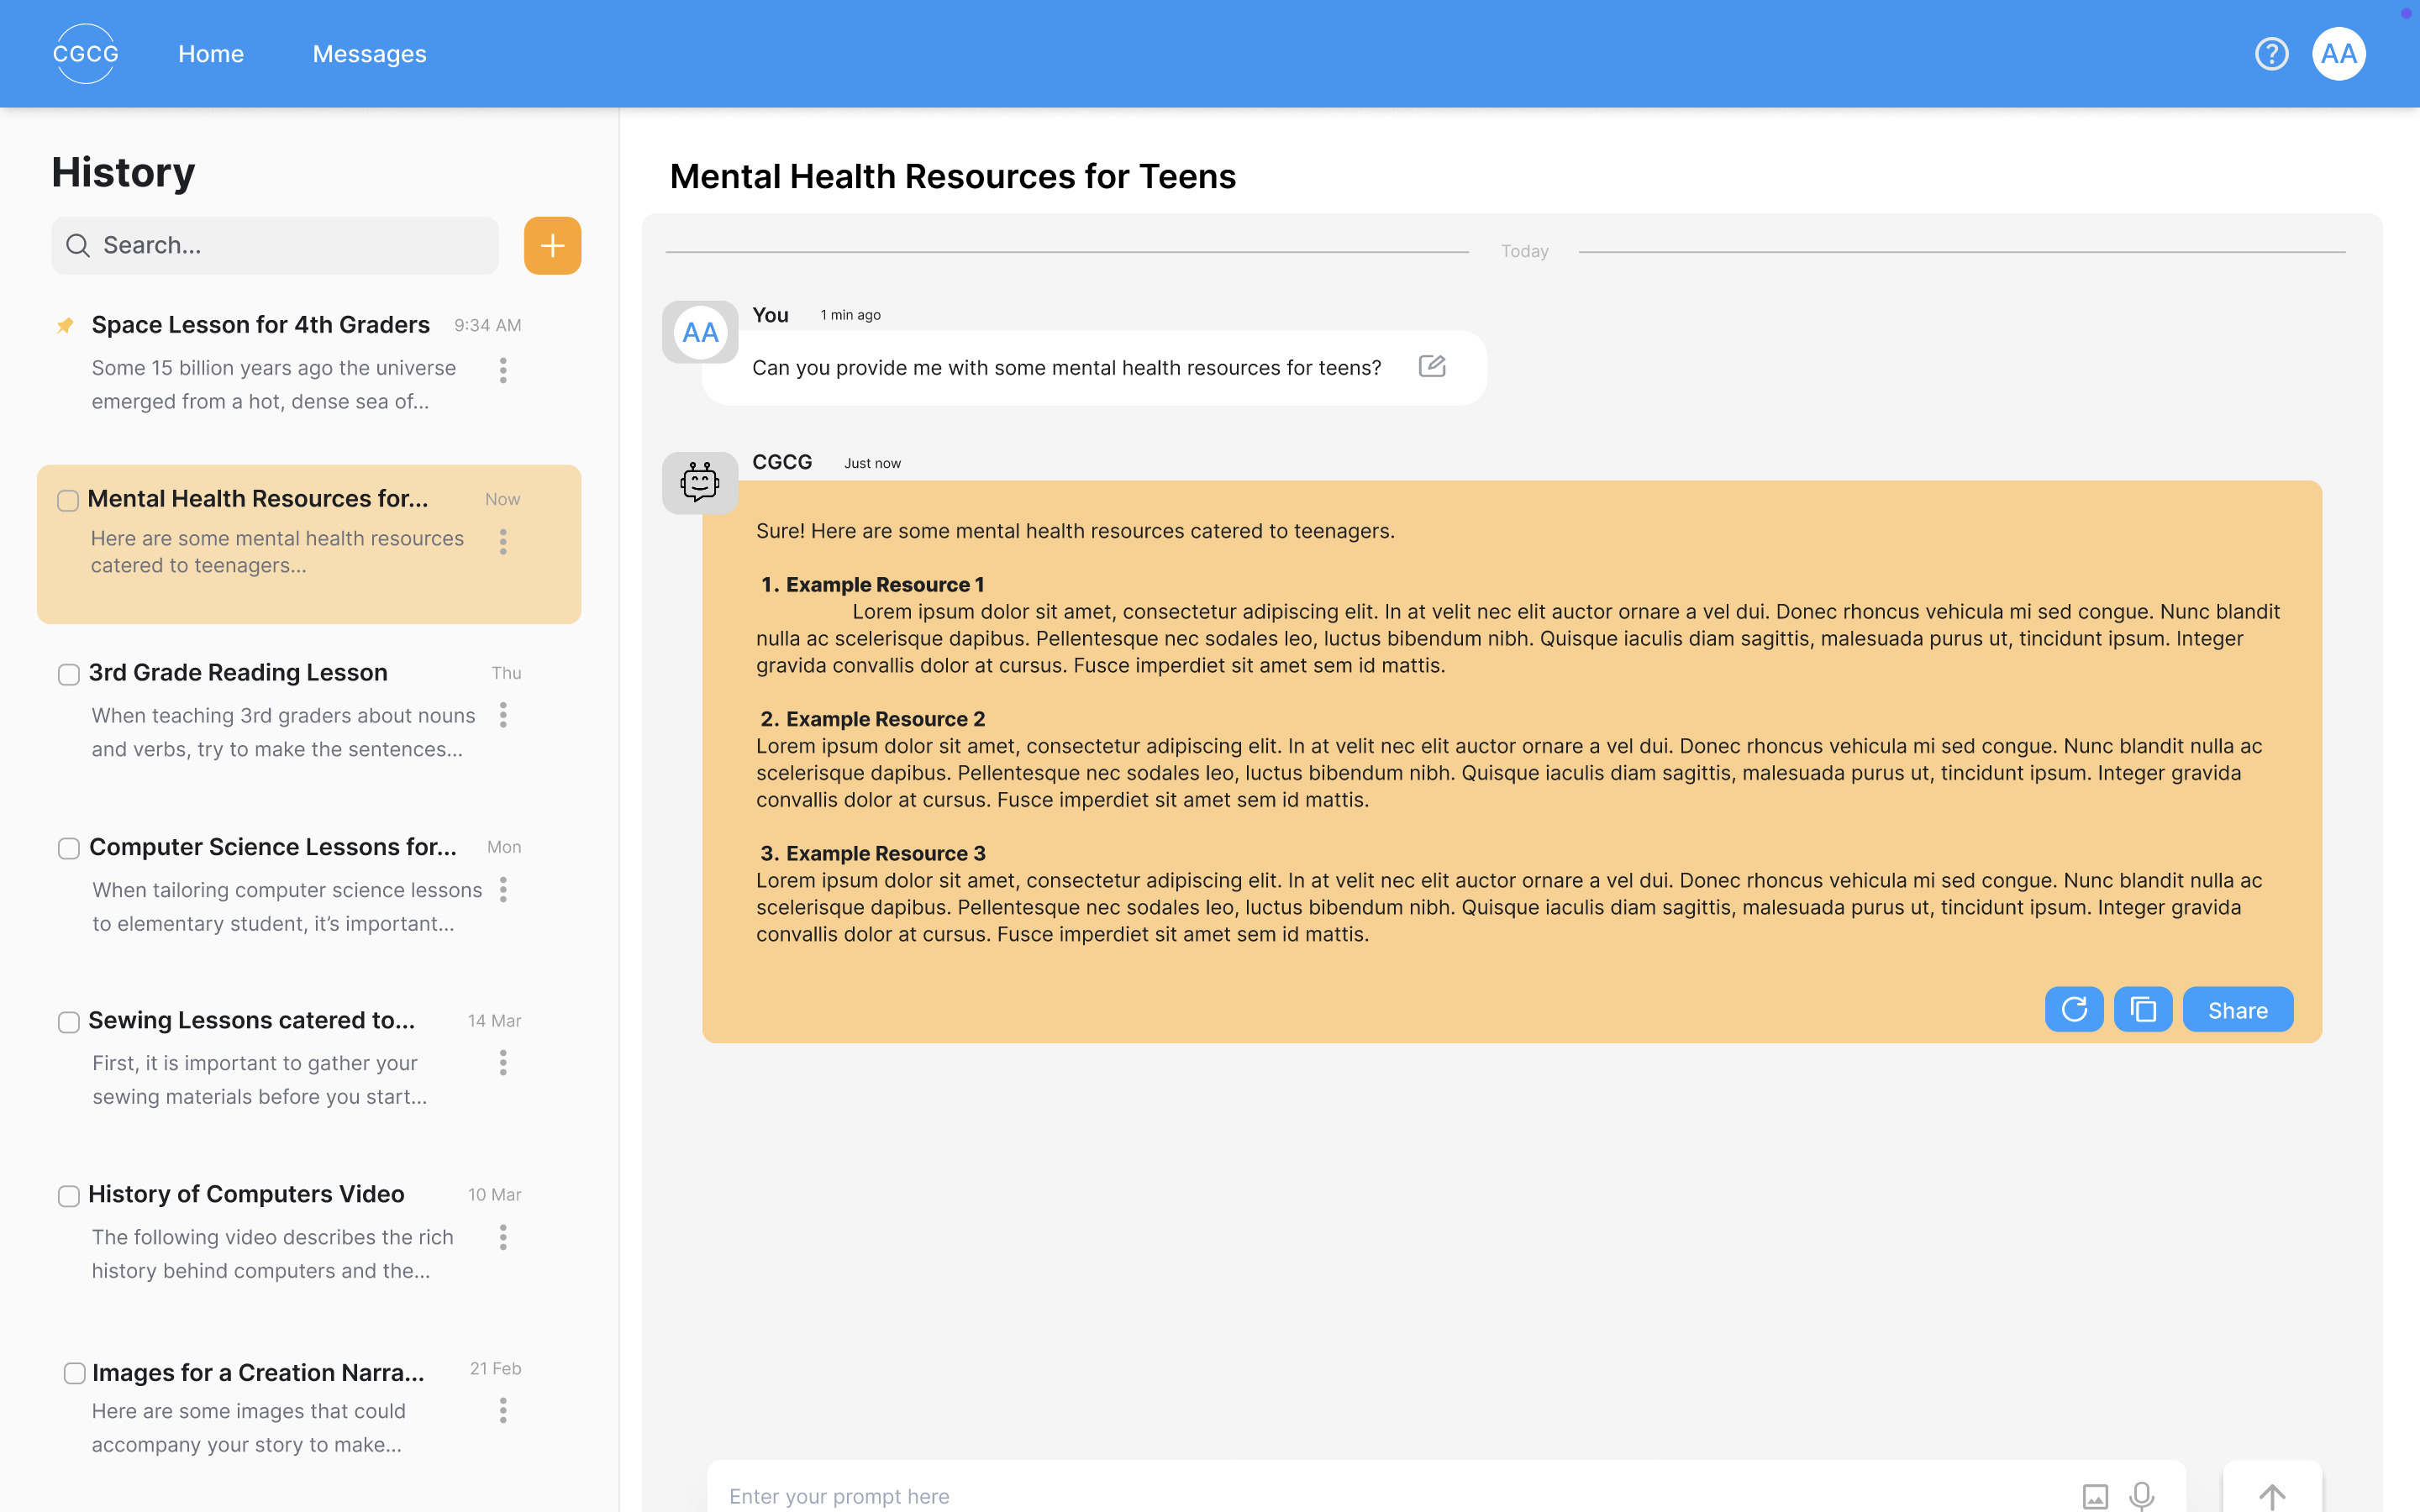 CGCG
Home
Messages
?
AA
History
Search...
Space Lesson for 4th Graders
9:34 AM
Some 15 billion years ago the universe
emerged from a hot, dense sea of...
Mental Health Resources for...
Now
Here are some mental health resources
catered to teenagers...
3rd Grade Reading Lesson
Thu
When teaching 3rd graders about nouns
and verbs, try to make the sentences...
Computer Science Lessons for...
Mon
When tailoring computer science lessons
to elementary student, it’s important...
Sewing Lessons catered to...
14 Mar
First, it is important to gather your
sewing materials before you start...
History of Computers Video
10 Mar
The following video describes the rich
history behind computers and the...
Images for a Creation Narra...
21 Feb
Here are some images that could
accompany your story to make...
Mental Health Resources for Teens
Today
AA
You
1 min ago
Can you provide me with some mental health resources for teens?
CGCG
Just now
Sure! Here are some mental health resources catered to teenagers.
1. Example Resource 1
Lorem ipsum dolor sit amet, consectetur adipiscing elit. In at velit nec elit auctor ornare a vel dui. Donec rhoncus vehicula mi sed congue. Nunc blandit
nulla ac scelerisque dapibus. Pellentesque nec sodales leo, luctus bibendum nibh. Quisque iaculis diam sagittis, malesuada purus ut, tincidunt ipsum. Integer
gravida convallis dolor at cursus. Fusce imperdiet sit amet sem id mattis.
2. Example Resource 2
Lorem ipsum dolor sit amet, consectetur adipiscing elit. In at velit nec elit auctor ornare a vel dui. Donec rhoncus vehicula mi sed congue. Nunc blandit nulla ac
scelerisque dapibus. Pellentesque nec sodales leo, luctus bibendum nibh. Quisque iaculis diam sagittis, malesuada purus ut, tincidunt ipsum. Integer gravida
convallis dolor at cursus. Fusce imperdiet sit amet sem id mattis.
3. Example Resource 3
Lorem ipsum dolor sit amet, consectetur adipiscing elit. In at velit nec elit auctor ornare a vel dui. Donec rhoncus vehicula mi sed congue. Nunc blandit nulla ac
scelerisque dapibus. Pellentesque nec sodales leo, luctus bibendum nibh. Quisque iaculis diam sagittis, malesuada purus ut, tincidunt ipsum. Integer gravida
convallis dolor at cursus. Fusce imperdiet sit amet sem id mattis.
Share
Enter your prompt here